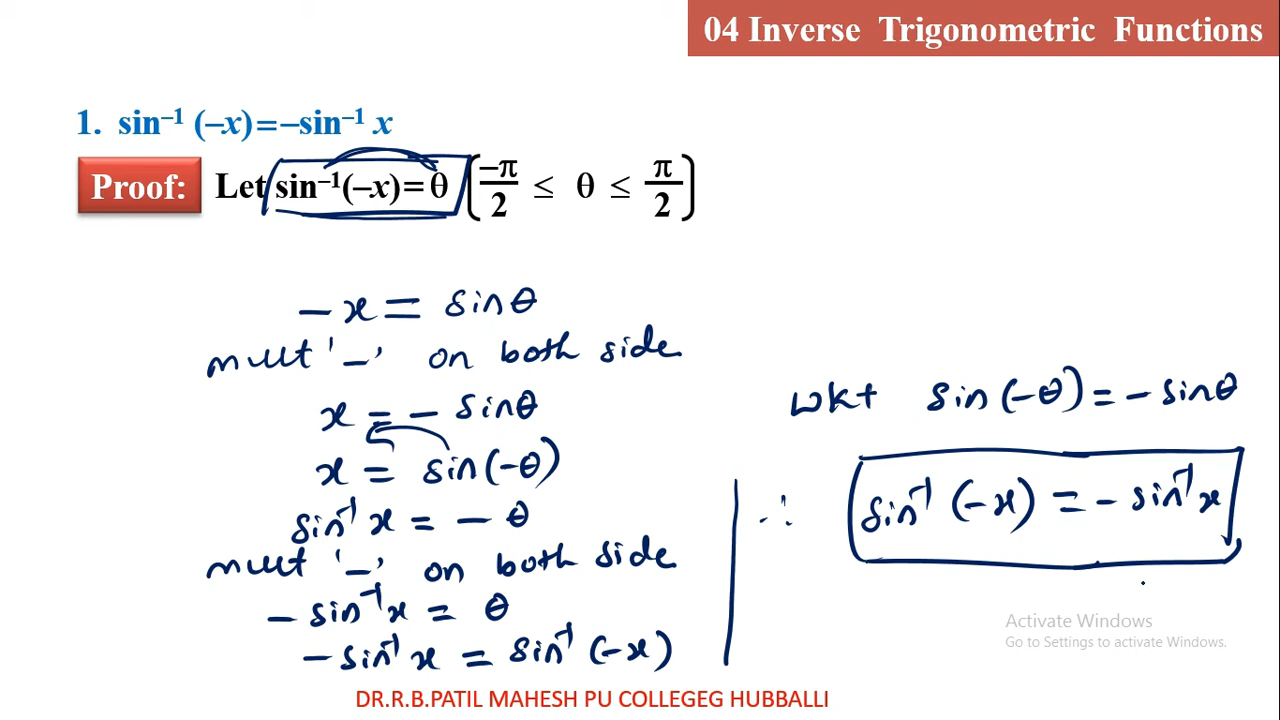 04 Inverse Trigonometric Functions
1. sin⁻¹ (–x)=–sin⁻¹ x
Proof: Let sin⁻¹(–x)=θ [–π/2 ≤ θ ≤ π/2]
– x = sinθ
mult '–' on both side
x = – sinθ
x = sin(–θ)
sin⁻¹ x = – θ
mult '–' on both side
– sin⁻¹x = θ
– sin⁻¹ x = sin⁻¹ (–x)
wkt sin(–θ) = – sinθ
∴ sin⁻¹ (–x) = – sin⁻¹x
Activate Windows
Go to Settings to activate Windows.
DR.R.B.PATIL MAHESH PU COLLEGEG HUBBALLI